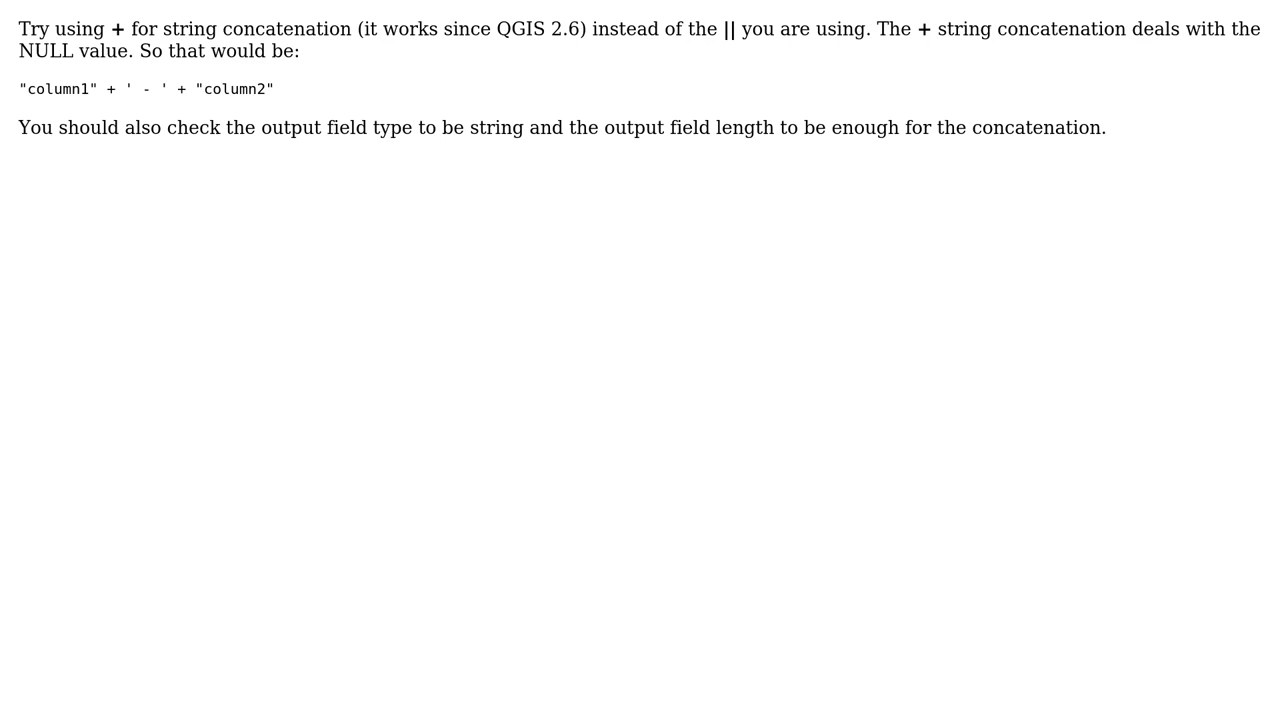 Try using + for string concatenation (it works since QGIS 2.6) instead of the || you are using. The + string concatenation deals with the
NULL value. So that would be:
"column1" + ' - ' + "column2"
You should also check the output field type to be string and the output field length to be enough for the concatenation.